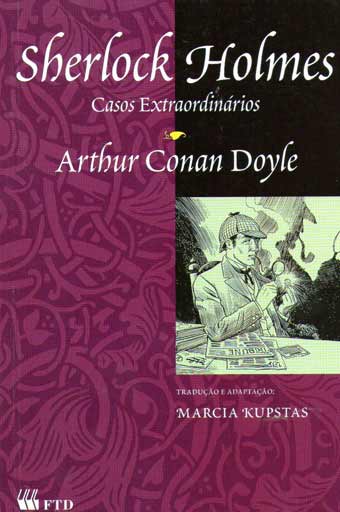 Sherlock Holmes
Casos Extraordinários
Arthur Conan Doyle
TRADUÇÃO E ADAPTAÇÃO:
MARCIA KUPSTAS
FTD